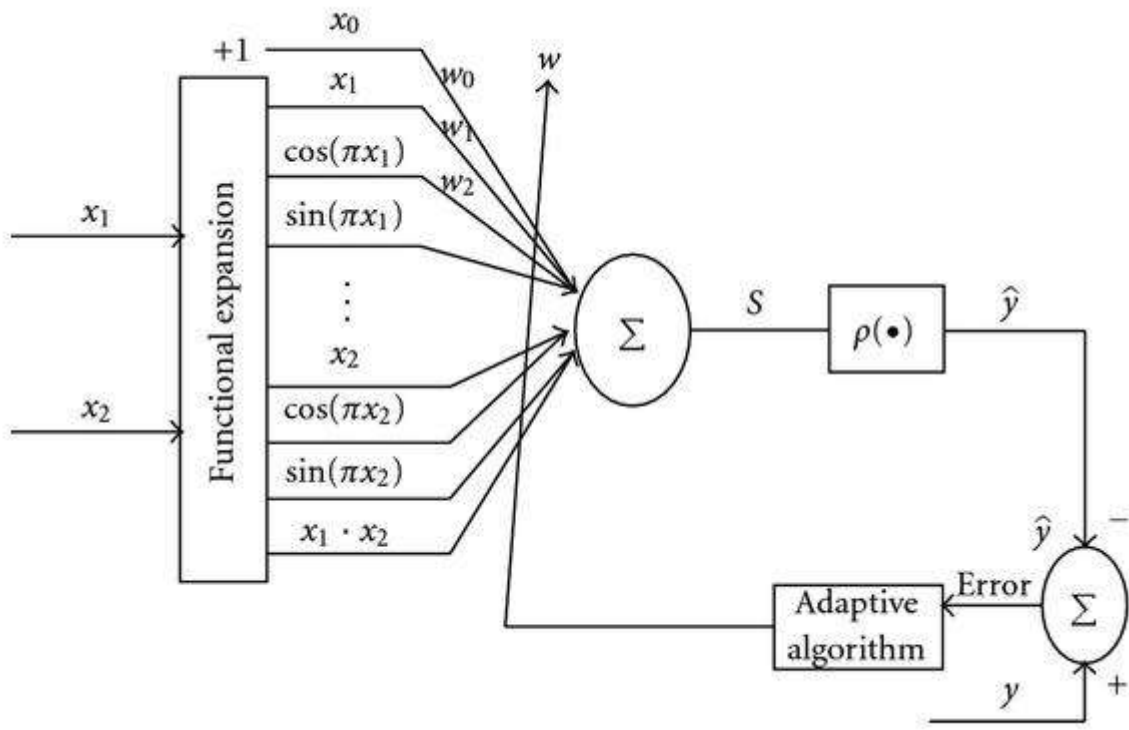 +1
x₀
x₁
cos(πx₁)
sin(πx₁)
⋮
x₂
cos(πx₂)
sin(πx₂)
x₁ · x₂
x₁
x₂
Functional expansion
w₀
w₁
w₂
w
Σ
S
ρ(•)
ŷ
ŷ
−
Σ
+
y
Error
Adaptive
algorithm